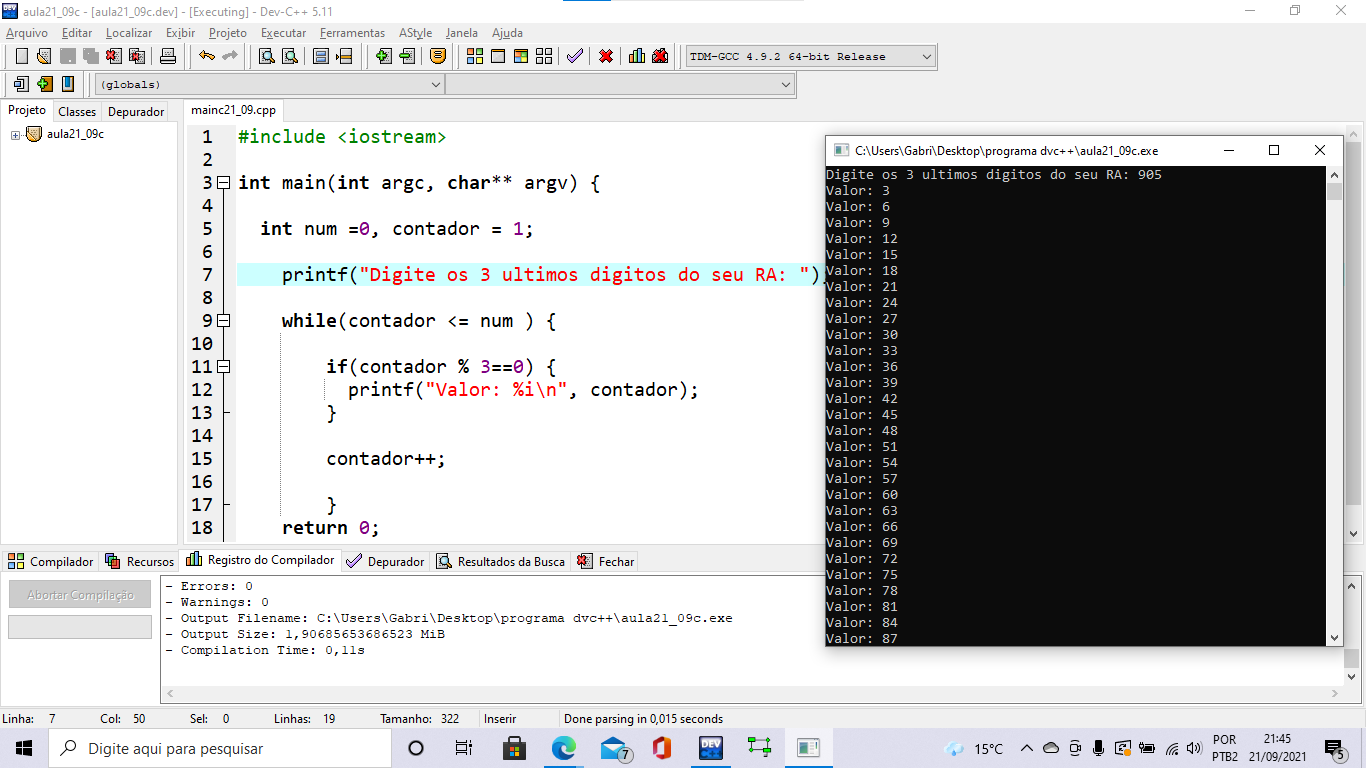 aula21_09c - [aula21_09c.dev] - [Executing] - Dev-C++ 5.11
Arquivo Editar Localizar Exibir Projeto Executar Ferramentas AStyle Janela Ajuda
TDM-GCC 4.9.2 64-bit Release
(globals)
Projeto Classes Depurador
aula21_09c
mainc21_09.cpp
1 #include <iostream>
2
3 int main(int argc, char** argv) {
4
5 int num =0, contador = 1;
6
7 printf("Digite os 3 ultimos digitos do seu RA: ");
8
9 while(contador <= num ) {
10
11 if(contador % 3==0) {
12 printf("Valor: %i\n", contador);
13 }
14
15 contador++;
16
17 }
18 return 0;
C:\Users\Gabri\Desktop\programa dvc++\aula21_09c.exe
Digite os 3 ultimos digitos do seu RA: 905
Valor: 3
Valor: 6
Valor: 9
Valor: 12
Valor: 15
Valor: 18
Valor: 21
Valor: 24
Valor: 27
Valor: 30
Valor: 33
Valor: 36
Valor: 39
Valor: 42
Valor: 45
Valor: 48
Valor: 51
Valor: 54
Valor: 57
Valor: 60
Valor: 63
Valor: 66
Valor: 69
Valor: 72
Valor: 75
Valor: 78
Valor: 81
Valor: 84
Valor: 87
Compilador Recursos Registro do Compilador Depurador Resultados da Busca Fechar
Abortar Compilação
- Errors: 0
- Warnings: 0
- Output Filename: C:\Users\Gabri\Desktop\programa dvc++\aula21_09c.exe
- Output Size: 1,90685653686523 MiB
- Compilation Time: 0,11s
Linha: 7 Col: 50 Sel: 0 Linhas: 19 Tamanho: 322 Inserir Done parsing in 0,015 seconds
Digite aqui para pesquisar
7
DEV
15°C
POR
PTB2
21:45
21/09/2021
5